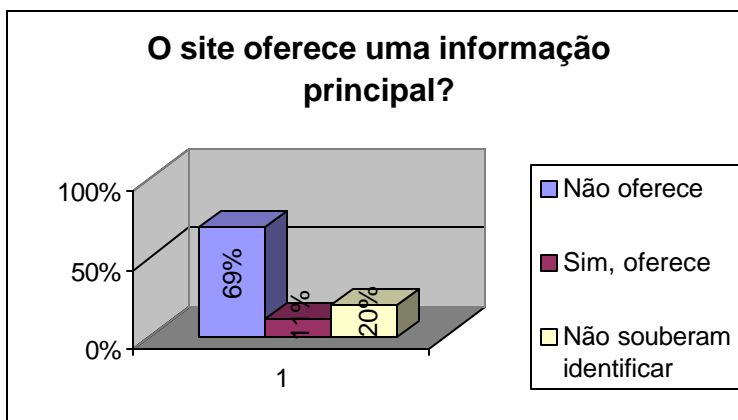 O site oferece uma informação
principal?
100%
50%
0%
69%
11%
20%
1
Não oferece
Sim, oferece
Não souberam
identificar